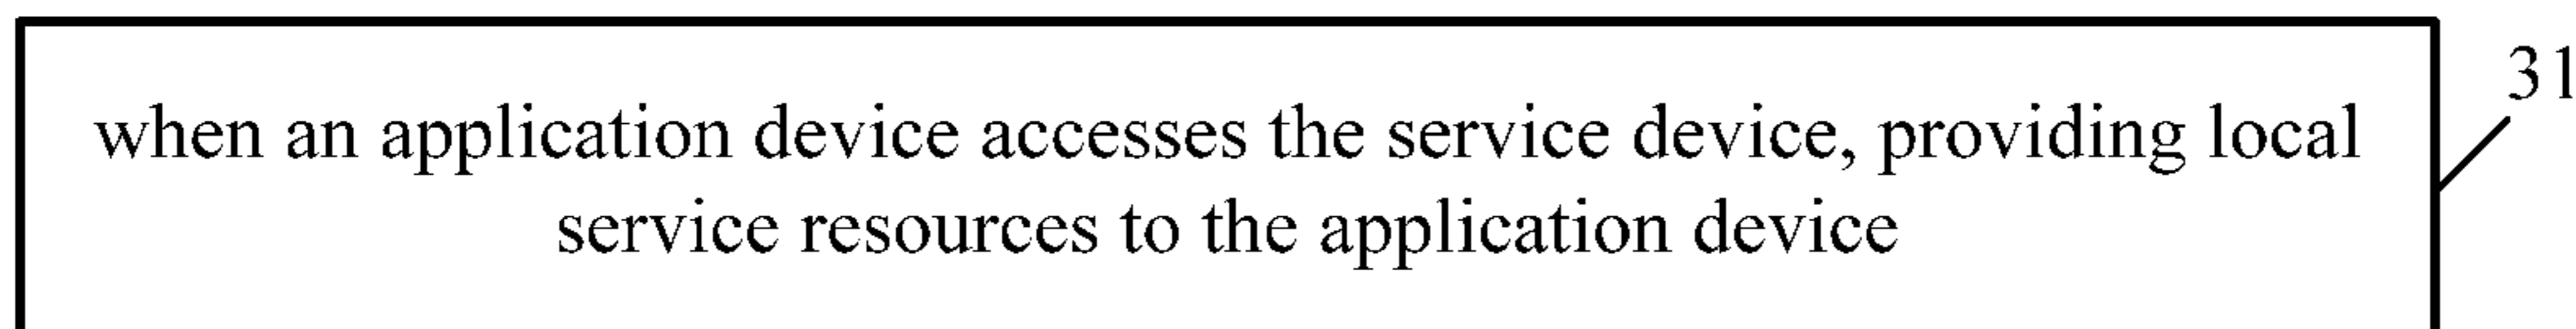 when an application device accesses the service device, providing local
service resources to the application device
31